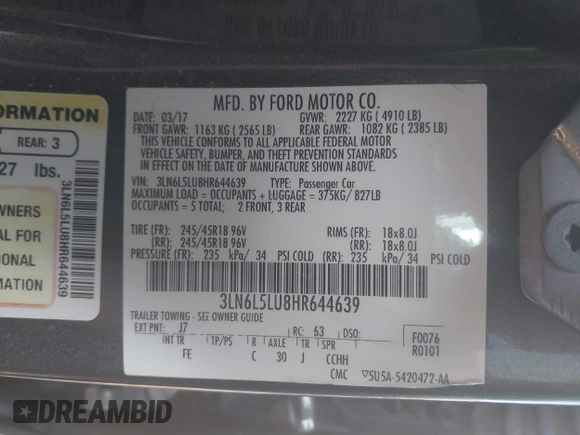 MFD. BY FORD MOTOR CO.
DATE: 03/17 GVWR: 2227 KG ( 4910 LB)
FRONT GAWR: 1163 KG ( 2565 LB) REAR GAWR: 1082 KG ( 2385 LB)
THIS VEHICLE CONFORMS TO ALL APPLICABLE FEDERAL MOTOR
VEHICLE SAFETY, BUMPER, AND THEFT PREVENTION STANDARDS
IN EFFECT ON THE DATE OF MANUFACTURE SHOWN ABOVE.
VIN: 3LN6L5LU8HR644639 TYPE: Passenger Car
MAXIMUM LOAD = OCCUPANTS + LUGGAGE = 375KG/ 827LB
OCCUPANTS = 5 TOTAL; 2 FRONT, 3 REAR
TIRE (FR): 245/45R18 96V RIMS (FR): 18x8.0J
(RR): 245/45R18 96V (RR): 18x8.0J
PRESSURE (FR): 235 kPa/ 34 PSI COLD (RR): 235 kPa/ 34 PSI COLD
3LN6L5LU8HR644639
TRAILER TOWING - SEE OWNER GUIDE
EXT PNT: J7 RC: 63 DSO:
INT TR TP/PS R AXLE TR SPR
FE C 30 J CCHH
CMC 5U5A-5420472-AA
F0076
R0101
FORMATION
REAR: 3
27 lbs.
WNERS
AL FOR
TIONAL
ION
3LN6L5LU8HR644639
DREAMBID